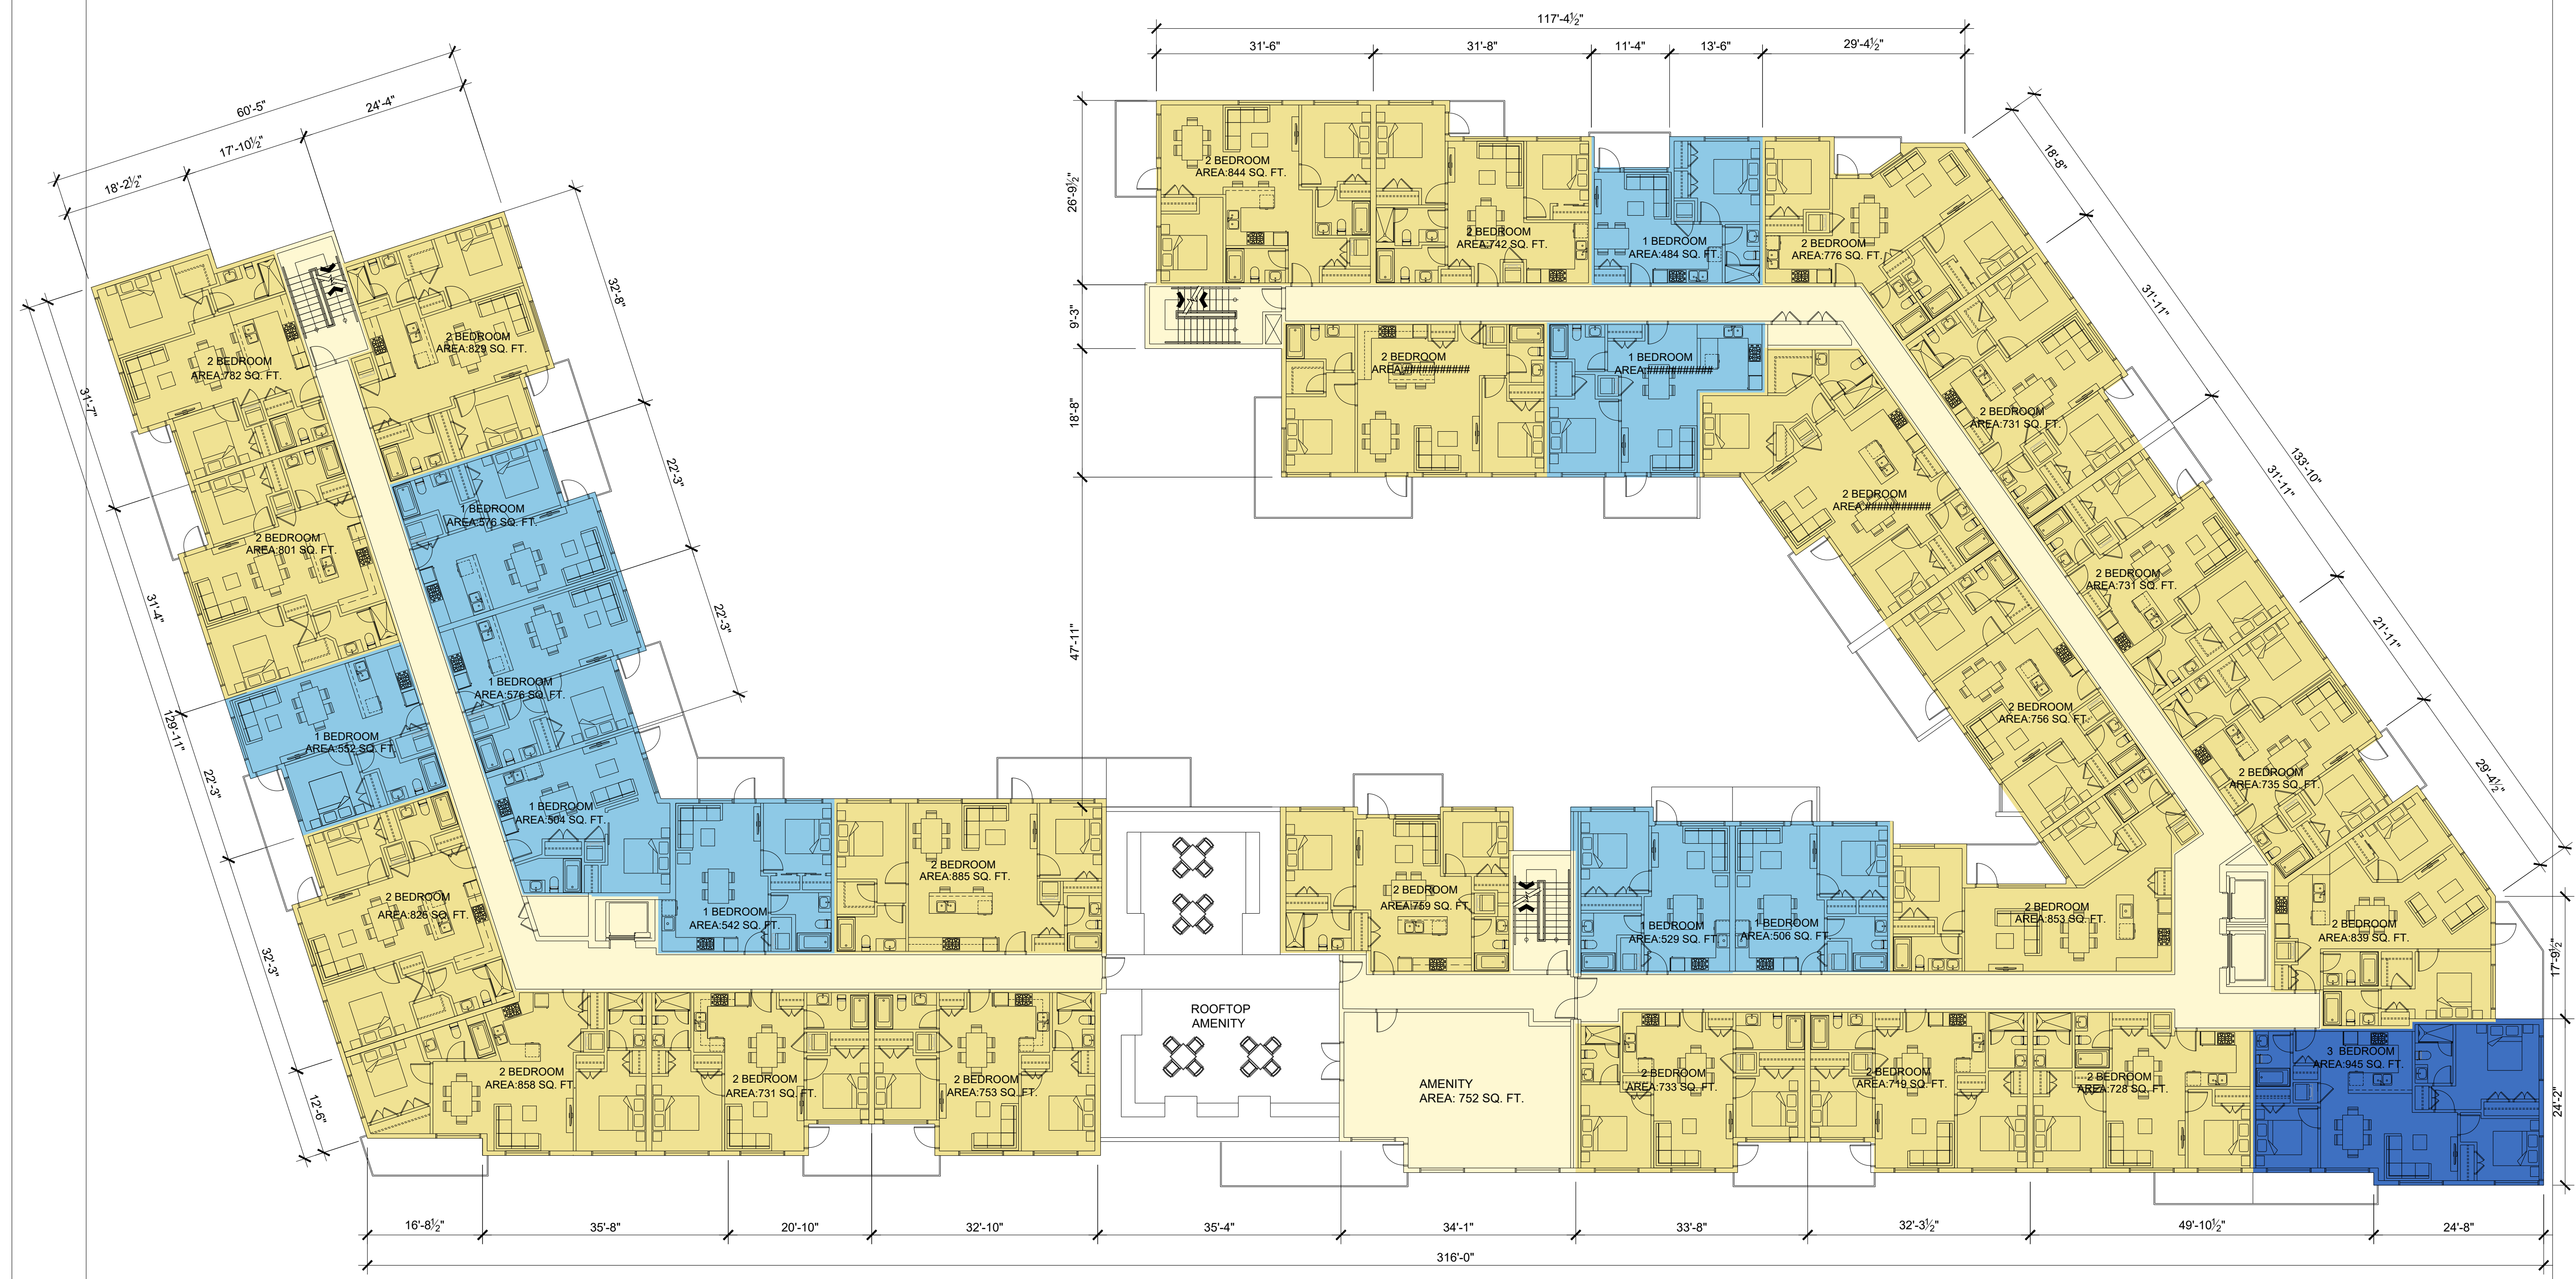 117'-4½"
31'-6"
31'-8"
11'-4"
13'-6"
29'-4½"
60'-5"
24'-4"
17'-10½"
18'-2½"
26'-9½"
9'-3"
18'-8"
47'-11"
18'-8"
31'-11"
31'-11"
133'-10"
21'-11"
29'-4½"
17'-9½"
24'-2"
32'-8"
22'-3"
22'-3"
31'-7"
31'-4"
129'-11"
22'-3"
32'-3"
12'-6"
2 BEDROOM
AREA:844 SQ. FT.
2 BEDROOM
AREA:742 SQ. FT.
1 BEDROOM
AREA:484 SQ. FT.
2 BEDROOM
AREA:776 SQ. FT.
2 BEDROOM
AREA:782 SQ. FT.
2 BEDROOM
AREA:829 SQ. FT.
2 BEDROOM
AREA:###########
1 BEDROOM
AREA:###########
2 BEDROOM
AREA:731 SQ. FT.
2 BEDROOM
AREA:###########
1 BEDROOM
AREA:576 SQ. FT.
2 BEDROOM
AREA:801 SQ. FT.
2 BEDROOM
AREA:731 SQ. FT.
1 BEDROOM
AREA:576 SQ. FT.
2 BEDROOM
AREA:756 SQ. FT.
1 BEDROOM
AREA:552 SQ. FT.
2 BEDROOM
AREA:735 SQ. FT.
1 BEDROOM
AREA:504 SQ. FT.
2 BEDROOM
AREA:885 SQ. FT.
2 BEDROOM
AREA:759 SQ. FT.
2 BEDROOM
AREA:826 SQ. FT.
1 BEDROOM
AREA:542 SQ. FT.
1 BEDROOM
AREA:529 SQ. FT.
1 BEDROOM
AREA:506 SQ. FT.
2 BEDROOM
AREA:853 SQ. FT.
2 BEDROOM
AREA:839 SQ. FT.
ROOFTOP
AMENITY
2 BEDROOM
AREA:858 SQ. FT.
2 BEDROOM
AREA:731 SQ. FT.
2 BEDROOM
AREA:753 SQ. FT.
AMENITY
AREA: 752 SQ. FT.
2 BEDROOM
AREA:733 SQ. FT.
2 BEDROOM
AREA:719 SQ. FT.
2 BEDROOM
AREA:728 SQ. FT.
3 BEDROOM
AREA:945 SQ. FT.
16'-8½"
35'-8"
20'-10"
32'-10"
35'-4"
34'-1"
33'-8"
32'-3½"
49'-10½"
24'-8"
316'-0"